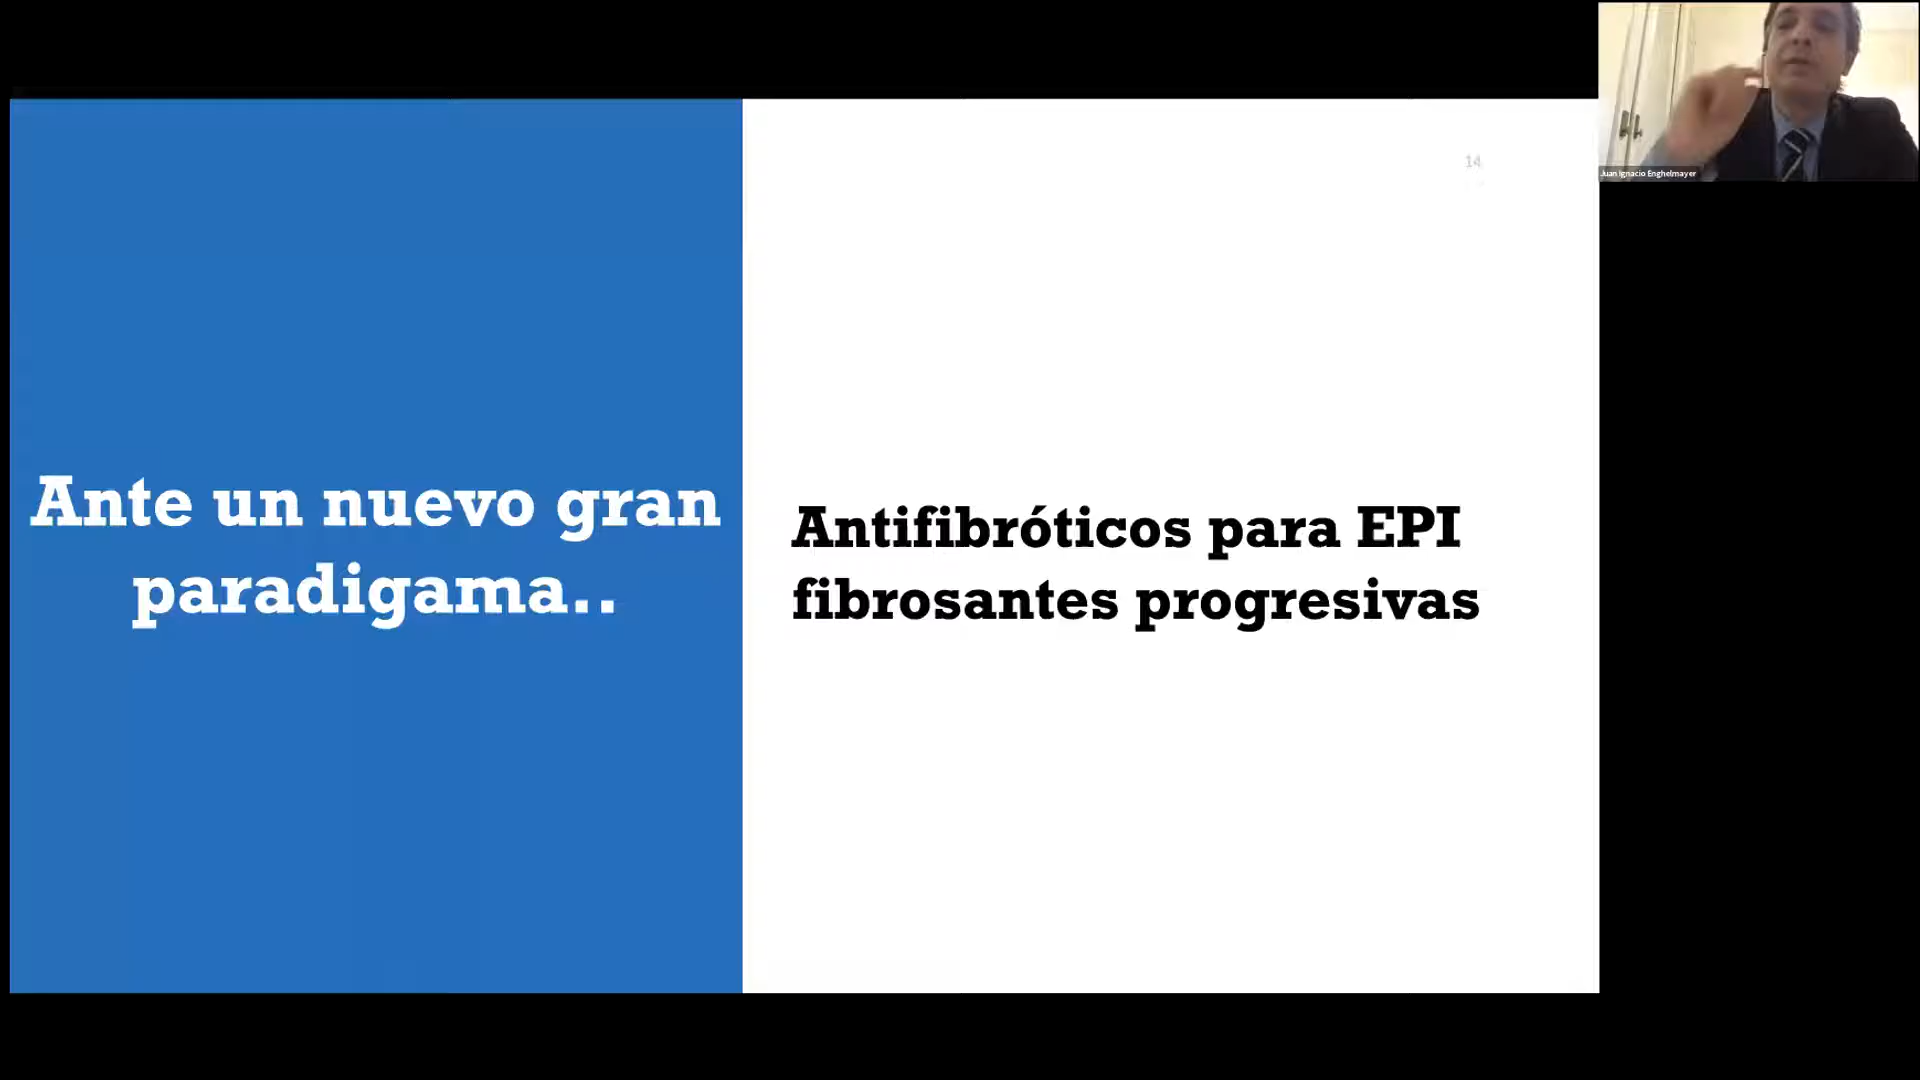 Ante un nuevo gran
paradigama..
14
Antifibróticos para EPI
fibrosantes progresivas
Juan Ignacio Enghelmayer